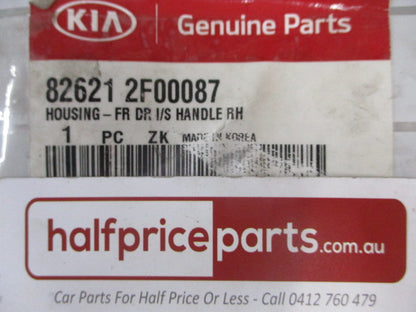 KIA Genuine Parts
82621 2F00087
HOUSING-FR DR I/S HANDLE RH
1 PC ZK MADE IN KOREA
halfpriceparts.com.au
Car Parts For Half Price Or Less - Call 0412 760 479